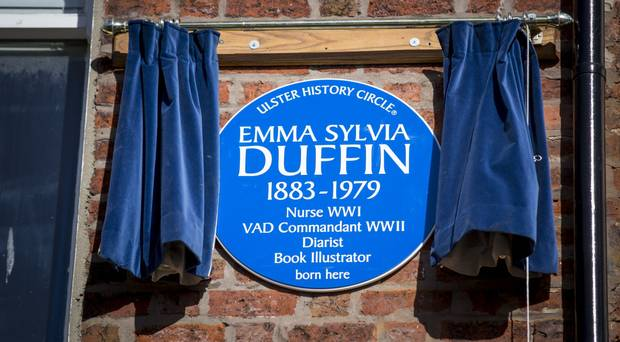 ULSTER HISTORY CIRCLE®
EMMA SYLVIA
DUFFIN
1883-1979
Nurse WWI
VAD Commandant WWII
Diarist
Book Illustrator
born here